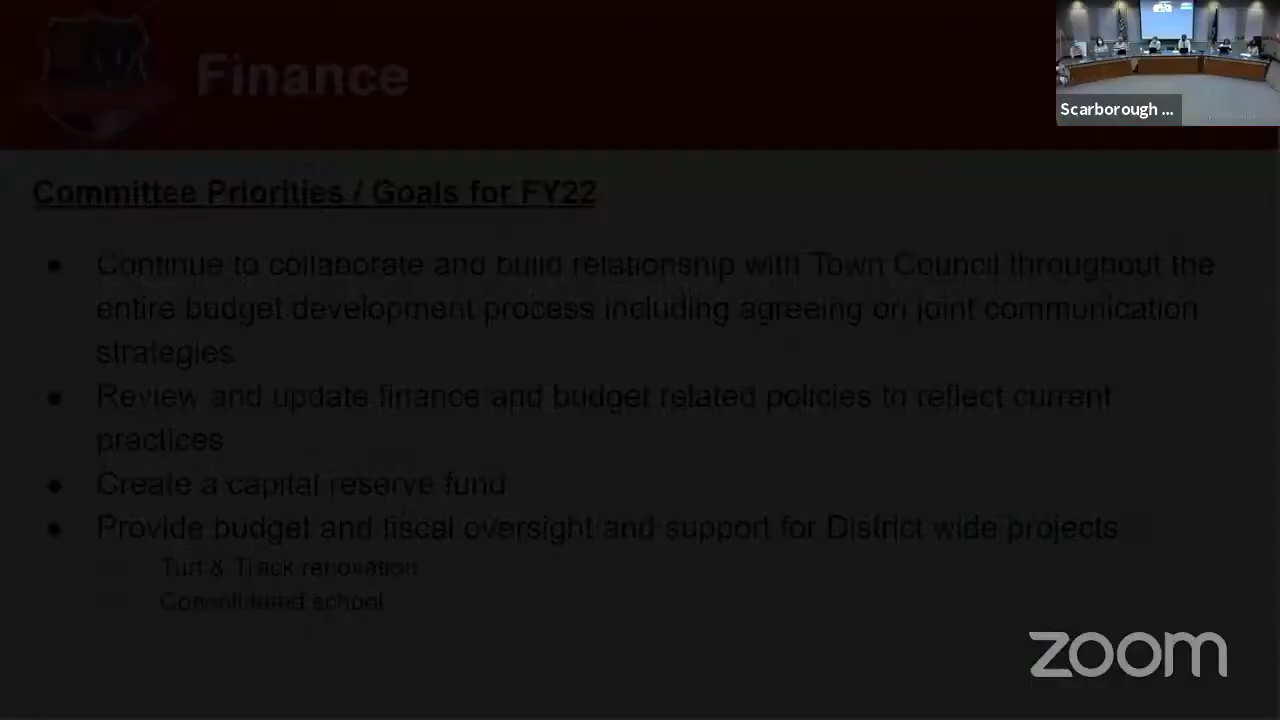 Finance
Scarborough ...
Committee Priorities / Goals for FY22
● Continue to collaborate and build relationship with Town Council throughout the
entire budget development process including agreeing on joint communication
strategies
● Review and update finance and budget related policies to reflect current
practices
● Create a capital reserve fund
● Provide budget and fiscal oversight and support for District wide projects
Turf & Track renovation
Consolidated school
zoom